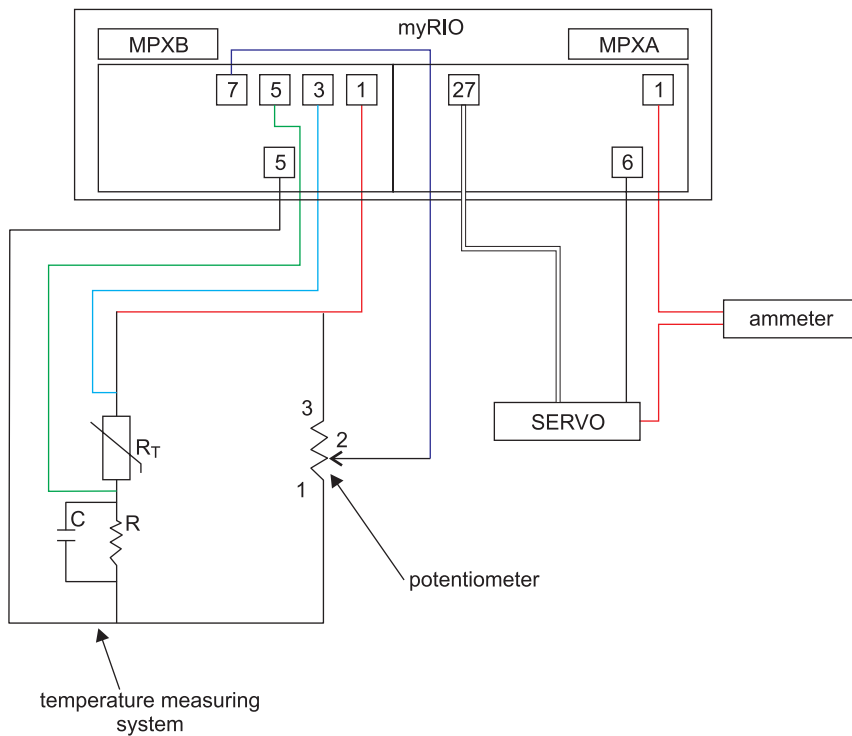 myRIO
MPXB
MPXA
7
5
3
1
27
1
5
6
ammeter
SERVO
3
2
1
RT
C
R
potentiometer
temperature measuring
system